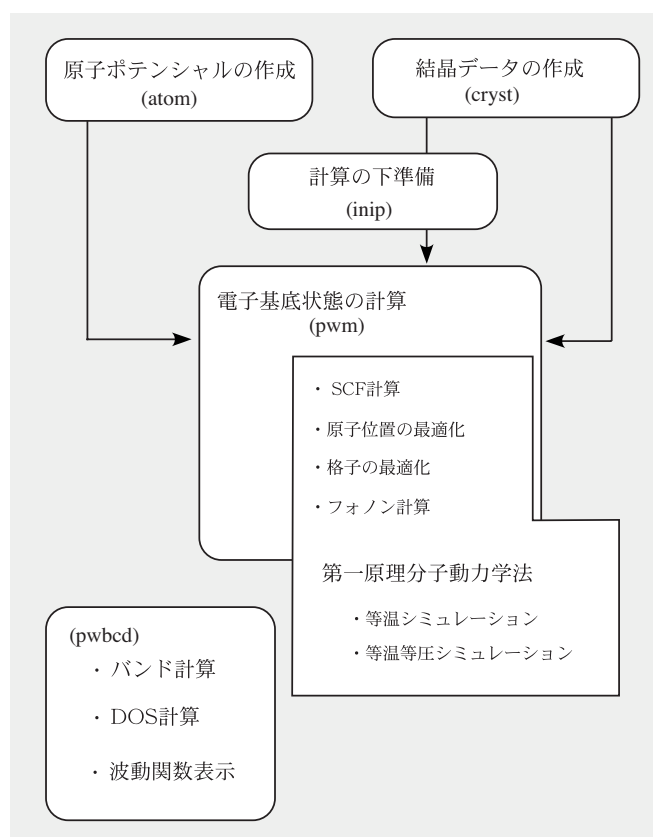 原子ポテンシャルの作成
(atom)
結晶データの作成
(cryst)
計算の下準備
(inip)
電子基底状態の計算
(pwm)
・ SCF計算
・原子位置の最適化
・格子の最適化
・フォノン計算
第一原理分子動力学法
・等温シミュレーション
・等温等圧シミュレーション
(pwbcd)
・ バンド計算
・ DOS計算
・ 波動関数表示